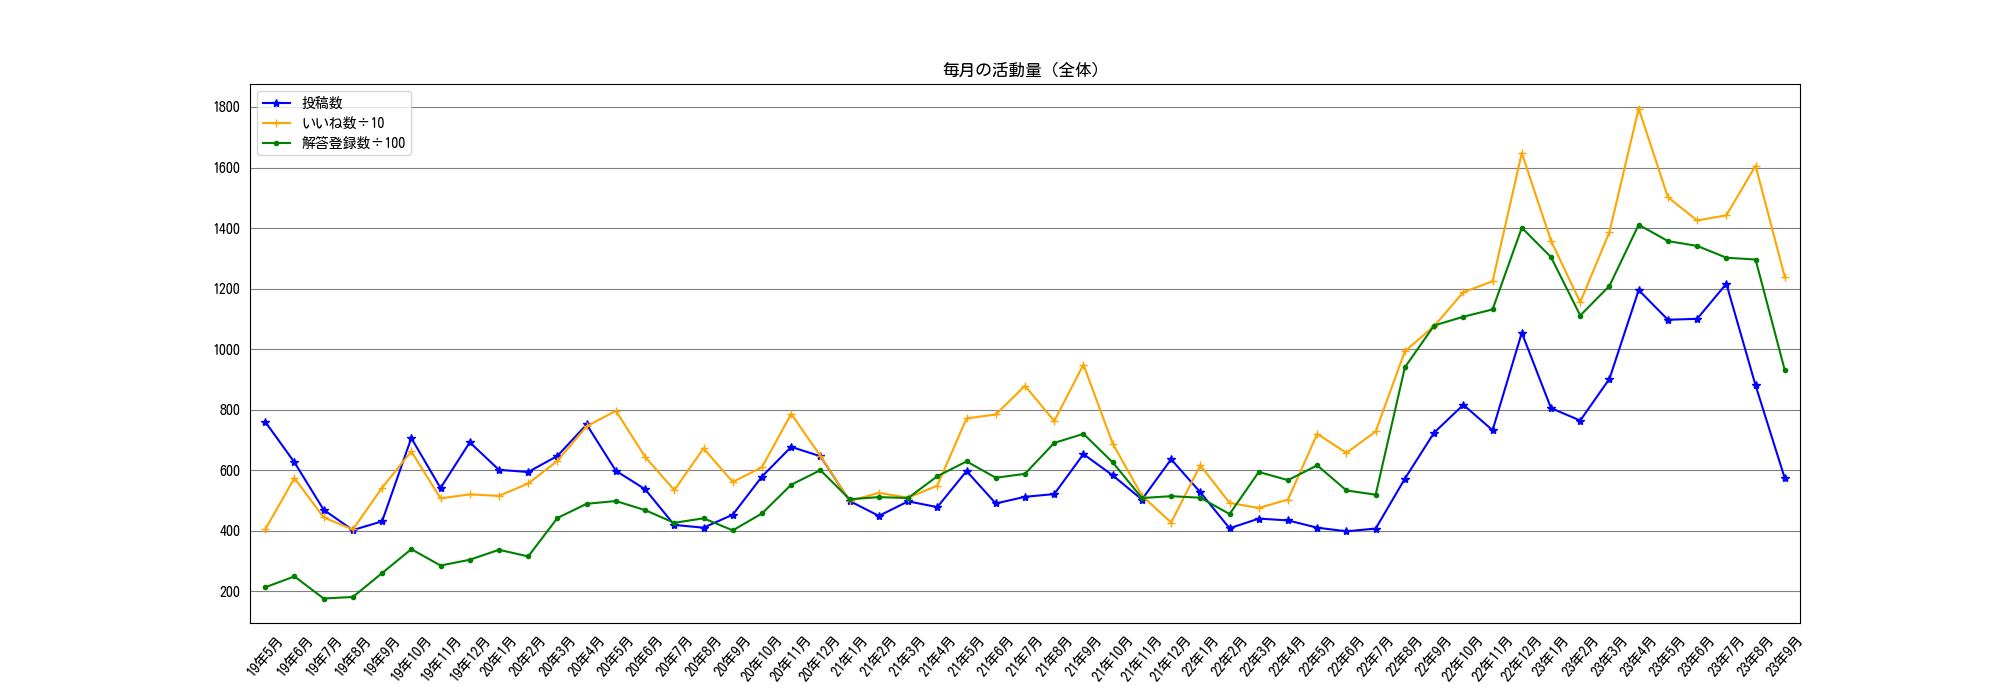 毎月の活動量（全体）
投稿数
いいね数÷10
解答登録数÷100
1800
1600
1400
1200
1000
800
600
400
200
19年5月
19年6月
19年7月
19年8月
19年9月
19年10月
19年11月
19年12月
20年1月
20年2月
20年3月
20年4月
20年5月
20年6月
20年7月
20年8月
20年9月
20年10月
20年11月
20年12月
21年1月
21年2月
21年3月
21年4月
21年5月
21年6月
21年7月
21年8月
21年9月
21年10月
21年11月
21年12月
22年1月
22年2月
22年3月
22年4月
22年5月
22年6月
22年7月
22年8月
22年9月
22年10月
22年11月
22年12月
23年1月
23年2月
23年3月
23年4月
23年5月
23年6月
23年7月
23年8月
23年9月